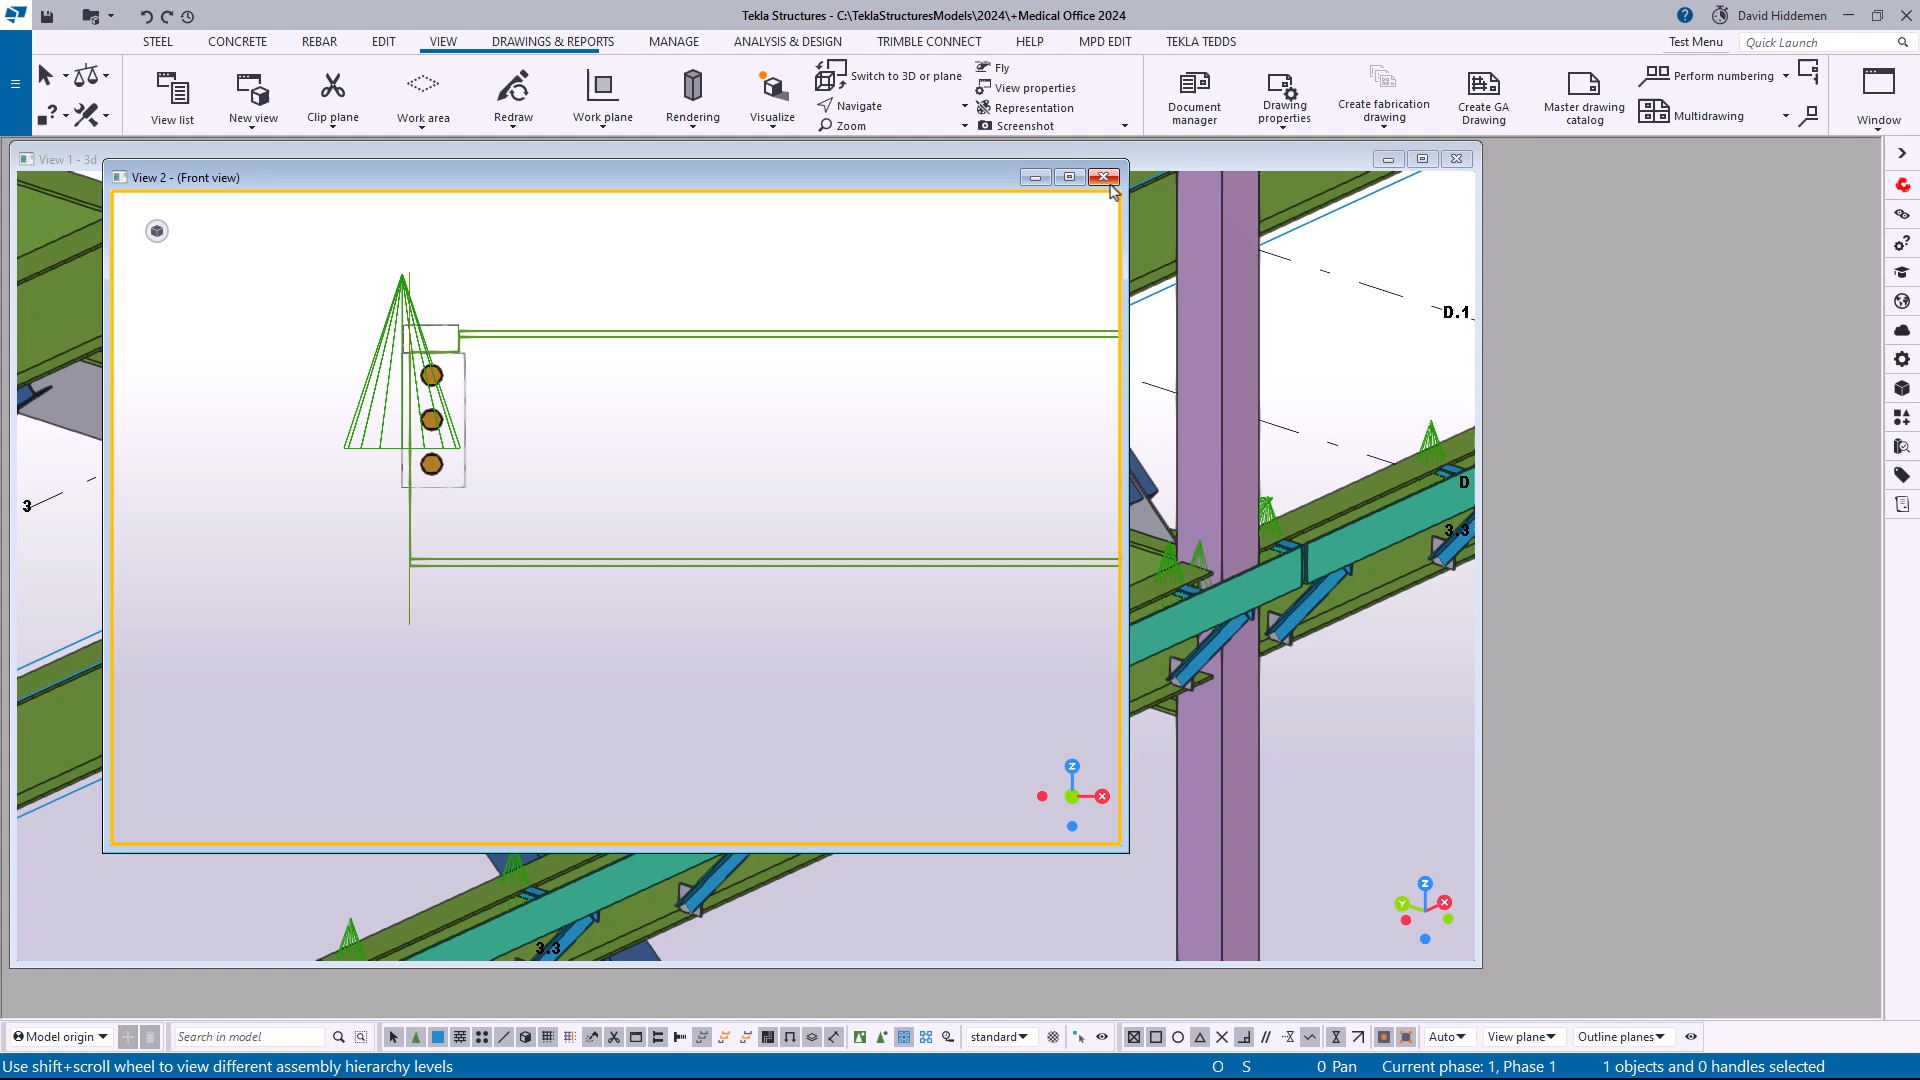 Tekla Structures - C:\TeklaStructuresModels\2024\+Medical Office 2024
David Hiddemen
STEEL CONCRETE REBAR EDIT VIEW DRAWINGS & REPORTS MANAGE ANALYSIS & DESIGN TRIMBLE CONNECT HELP MPD EDIT TEKLA TEDDS
Test Menu Quick Launch
View list
New view
Clip plane
Work area
Redraw
Work plane
Rendering
Visualize
Switch to 3D or plane
Navigate
Zoom
Fly
View properties
Representation
Screenshot
Document manager
Drawing properties
Create fabrication drawing
Create GA Drawing
Master drawing catalog
Perform numbering
Multidrawing
Window
View 1 - 3d
View 2 - (Front view)
D.1
D
3.3
3
3.3
Z
X
Z
Y
X
Model origin
Search in model
standard
Auto
View plane
Outline planes
Use shift+scroll wheel to view different assembly hierarchy levels
O S 0 Pan Current phase: 1, Phase 1 1 objects and 0 handles selected